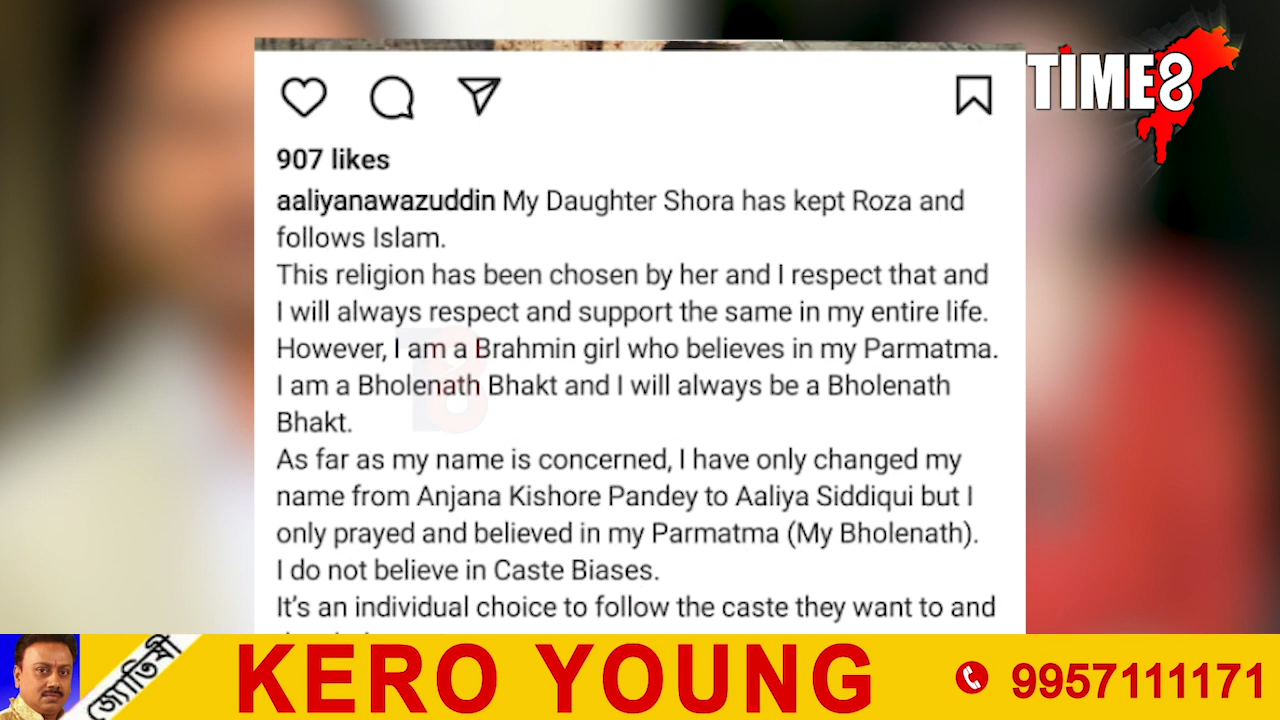 TIME8
907 likes
aaliyanawazuddin My Daughter Shora has kept Roza and
follows Islam.
This religion has been chosen by her and I respect that and
I will always respect and support the same in my entire life.
However, I am a Brahmin girl who believes in my Parmatma.
I am a Bholenath Bhakt and I will always be a Bholenath
Bhakt.
As far as my name is concerned, I have only changed my
name from Anjana Kishore Pandey to Aaliya Siddiqui but I
only prayed and believed in my Parmatma (My Bholenath).
I do not believe in Caste Biases.
It's an individual choice to follow the caste they want to and
জ্যোতিষী
KERO YOUNG
9957111171